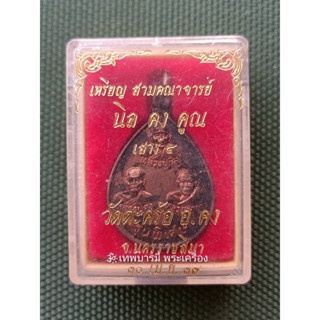 เหรียญ สามคณาจารย์
นิล คง คูณ
เสาร์ ๕
วัดตะคร้อ อ.คง
จ.นครราชสีมา
เทพบารมี พระเครื่อง